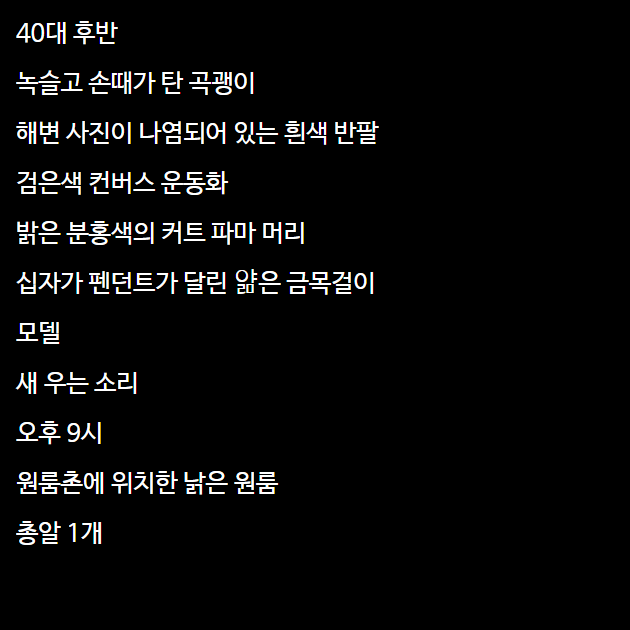 40대 후반
녹슬고 손때가 탄 곡괭이
해변 사진이 나염되어 있는 흰색 반팔
검은색 컨버스 운동화
밝은 분홍색의 커트 파마 머리
십자가 펜던트가 달린 얆은 금목걸이
모델
새 우는 소리
오후 9시
원룸촌에 위치한 낡은 원룸
총알 1개